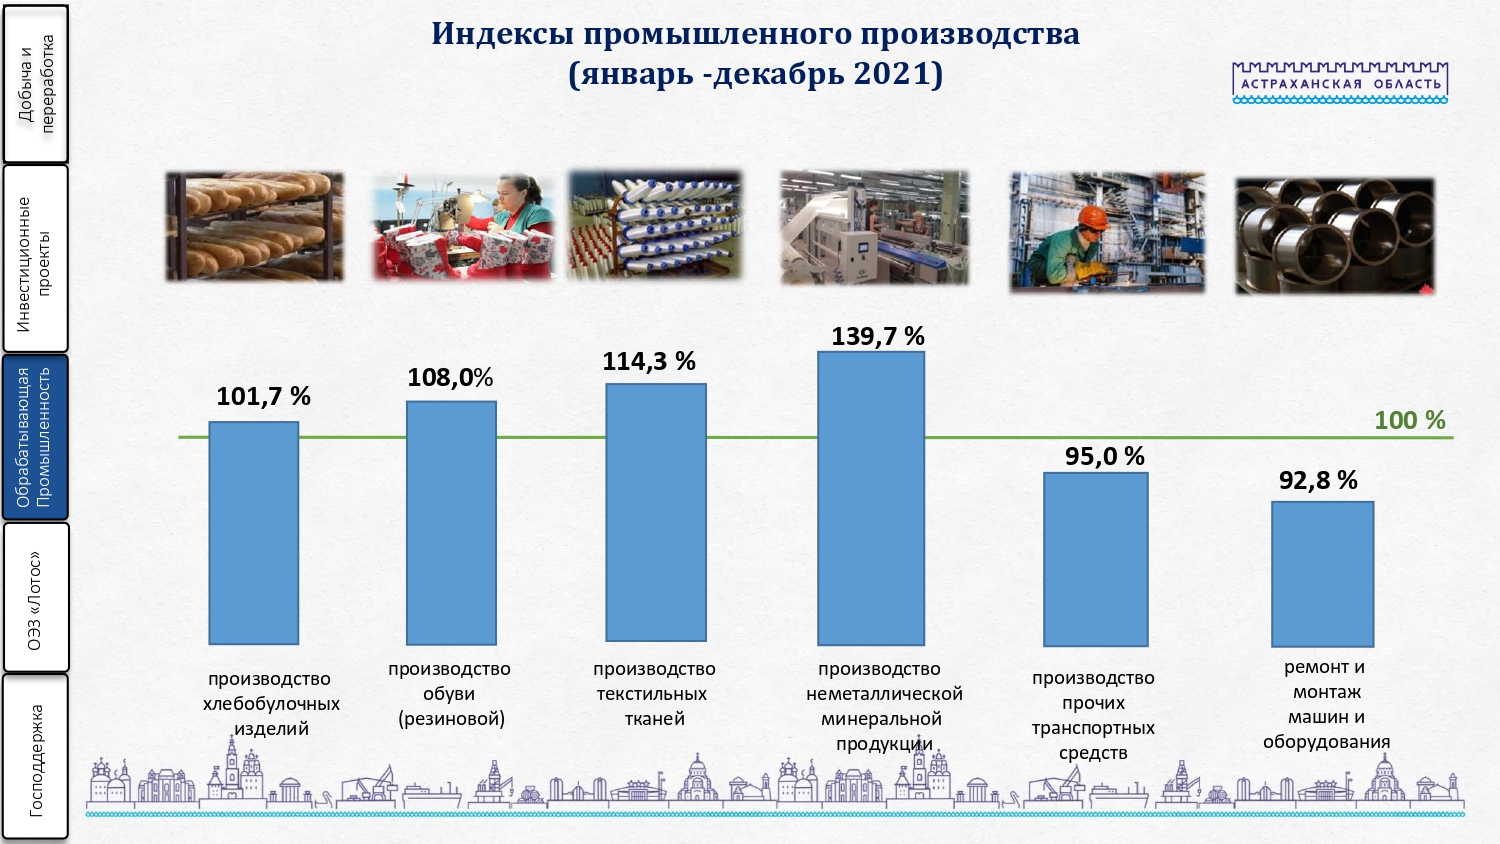 Индексы промышленного производства
(январь -декабрь 2021)
АСТРАХАНСКАЯ ОБЛАСТЬ
Добыча и
переработка
Инвестиционные
проекты
Обрабатывающая
Промышленность
ОЭЗ «Лотос»
Господдержка
101,7 %
108,0%
114,3 %
139,7 %
95,0 %
92,8 %
100 %
производство
хлебобулочных
изделий
производство
обуви
(резиновой)
производство
текстильных
тканей
производство
неметаллической
минеральной
продукции
производство
прочих
транспортных
средств
ремонт и
монтаж
машин и
оборудования